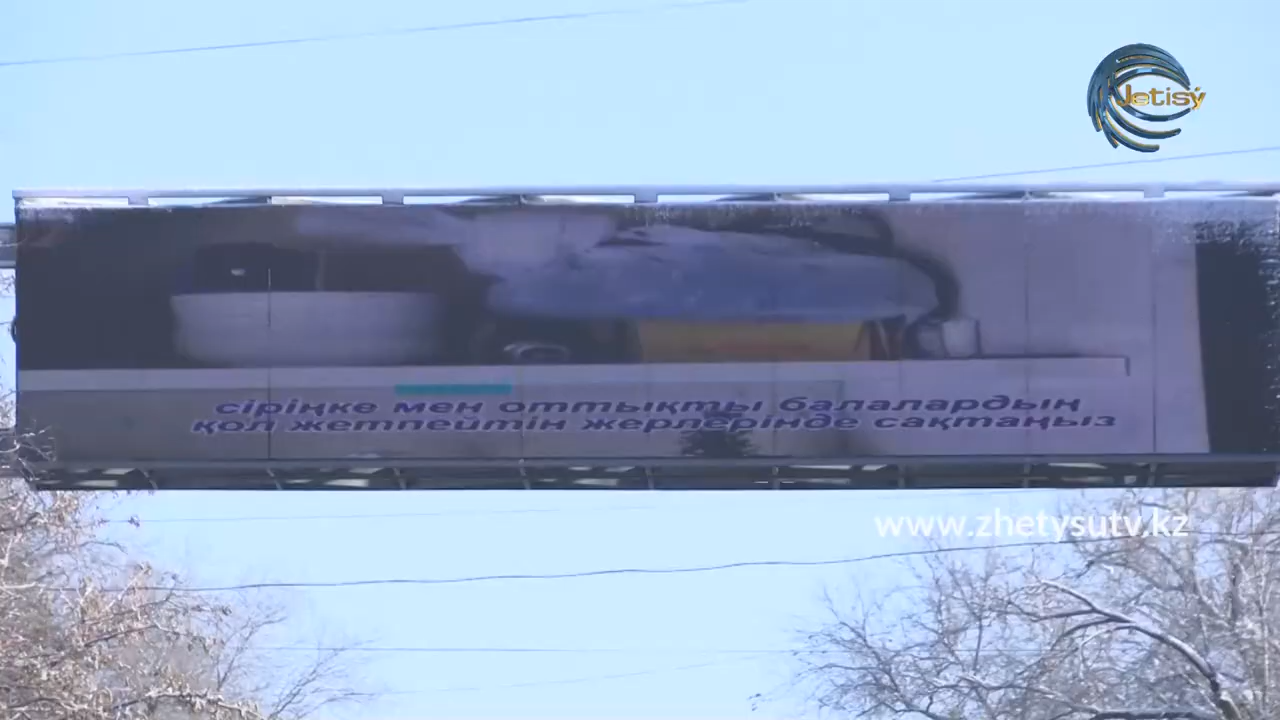 Jetisý
сіріңке мен оттықты балалардың
қол жетпейтін жерлерінде сақтаңыз
www.zhetysutv.kz